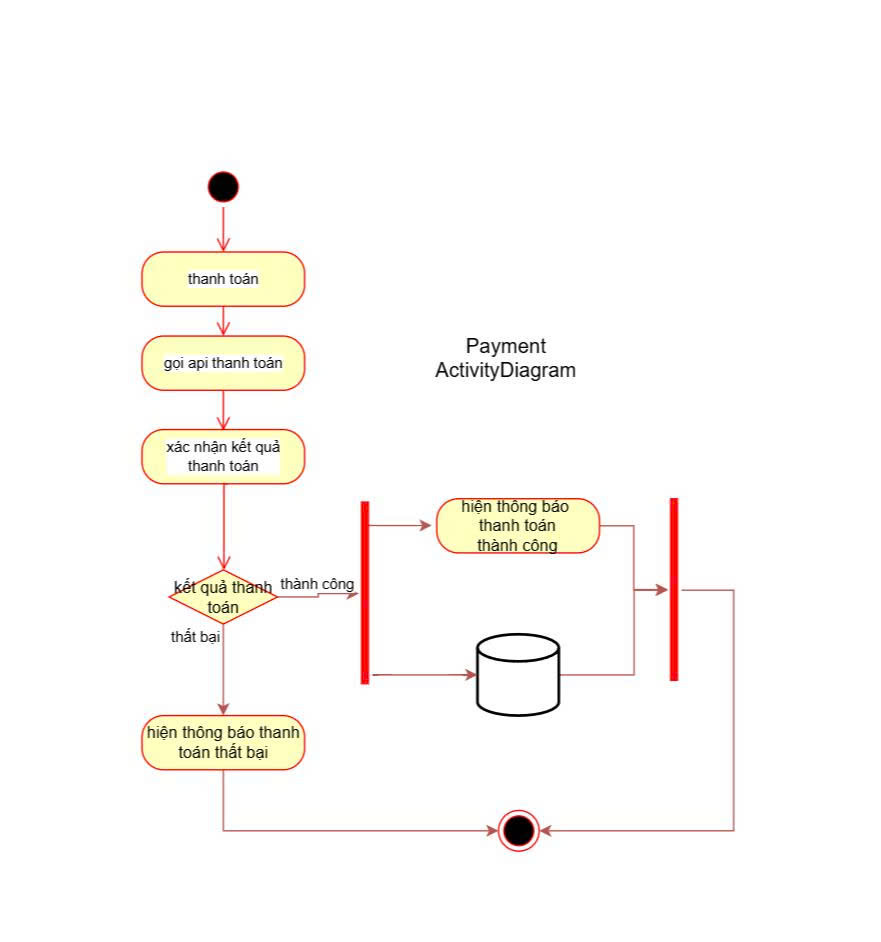 thanh toán
gọi api thanh toán
Payment
ActivityDiagram
xác nhận kết quả
thanh toán
hiện thông báo
thanh toán
thành công
kết quả thanh
toán
thành công
thất bại
hiện thông báo thanh
toán thất bại